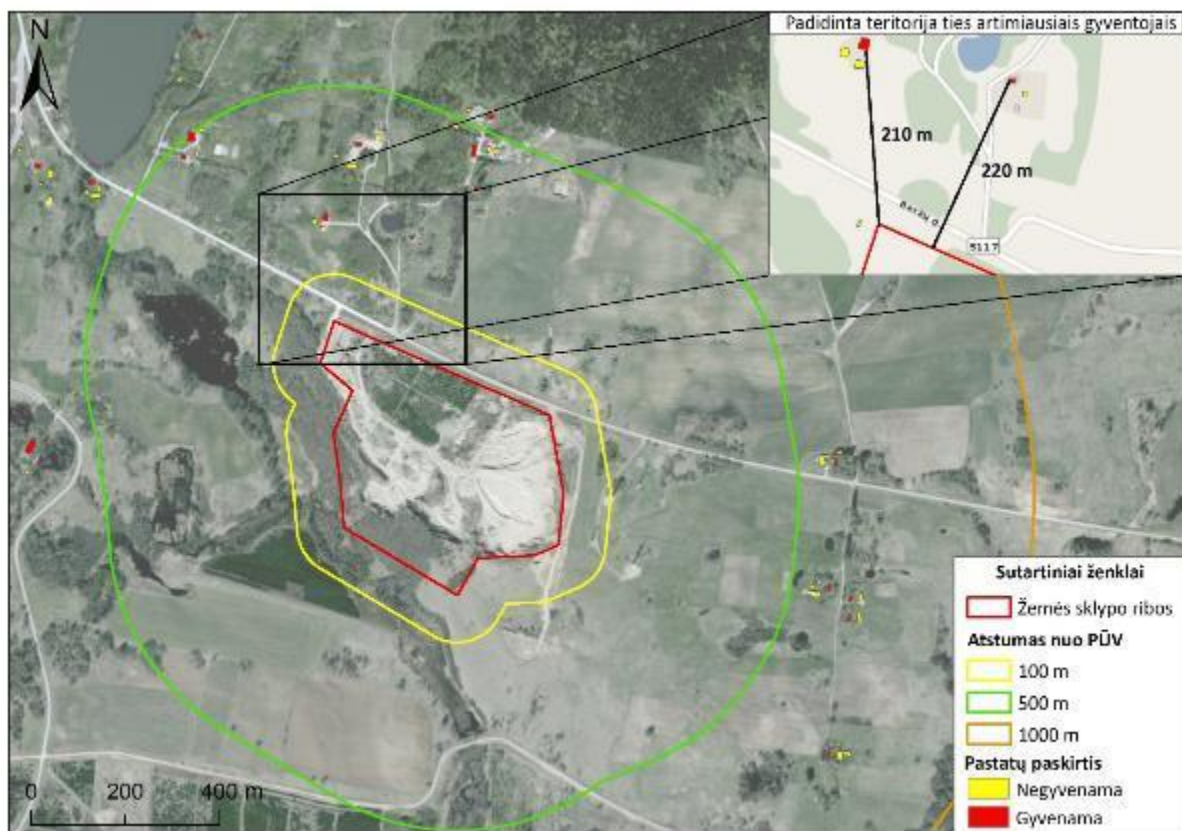 N
Padidinta teritorija ties artimiausiais gyventojais
210 m
220 m
5117
Sutartiniai ženklai
Žemės sklypo ribos
Atstumas nuo PŪV
100 m
500 m
1000 m
Pastatų paskirtis
Negyvenama
Gyvenama
0 200 400 m